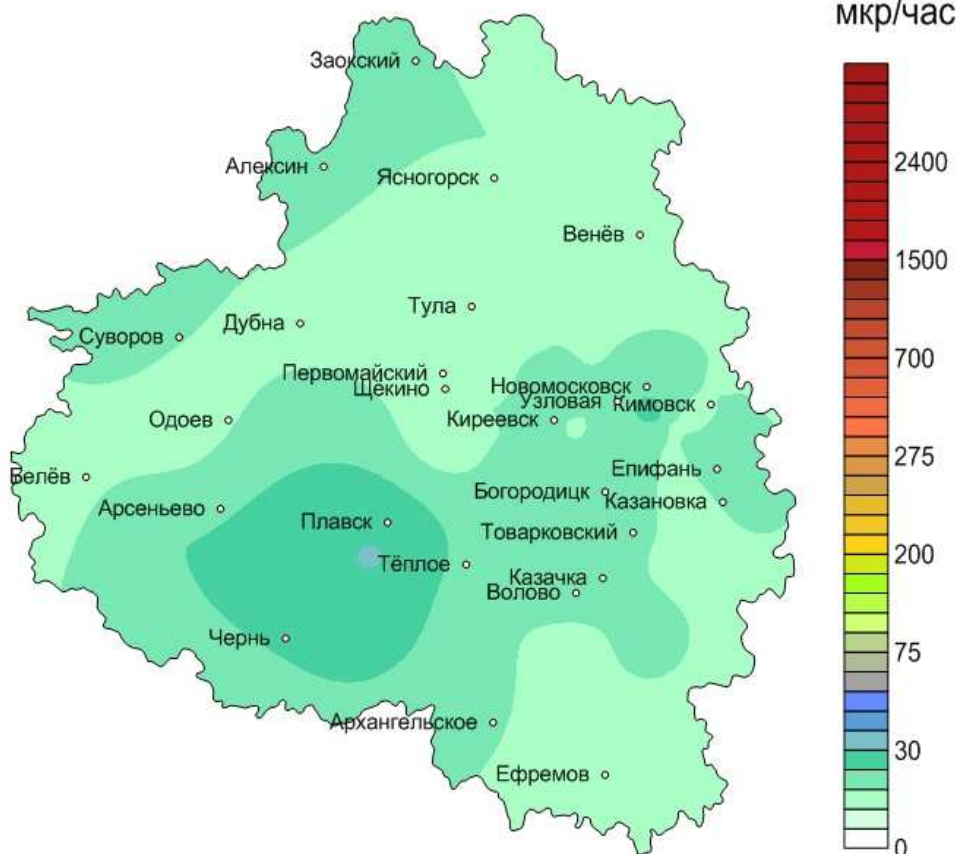 мкр/час
Заокский
Алексин
Ясногорск
Венёв
Тула
Дубна
Суворов
Первомайский
Щёкино
Новомосковск
Узловая
Кимовск
Киреевск
Одоев
Белёв
Епифань
Богородицк
Казановка
Арсеньево
Плавск
Товарковский
Тёплое
Казачка
Волово
Чернь
Архангельское
Ефремов
2400
1500
700
275
200
75
30
0